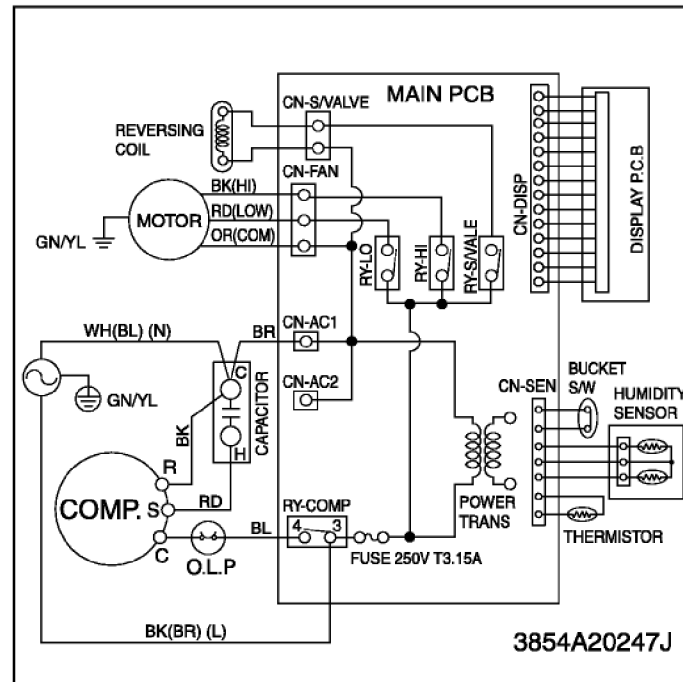 MAIN PCB
CN-S/VALVE
REVERSING
COIL
CN-FAN
BK(HI)
RD(LOW)
OR(COM)
MOTOR
GN/YL
RY-LO
RY-HI
RY-S/VALE
CN-DISP
DISPLAY P.C.B
WH(BL) (N)
BR
CN-AC1
CN-AC2
GN/YL
C
H
CAPACITOR
BK
R
COMP.
S
RD
C
O.L.P
BL
RY-COMP
4
3
FUSE 250V T3.15A
POWER
TRANS
CN-SEN
BUCKET
S/W
HUMIDITY
SENSOR
THERMISTOR
BK(BR) (L)
3854A20247J